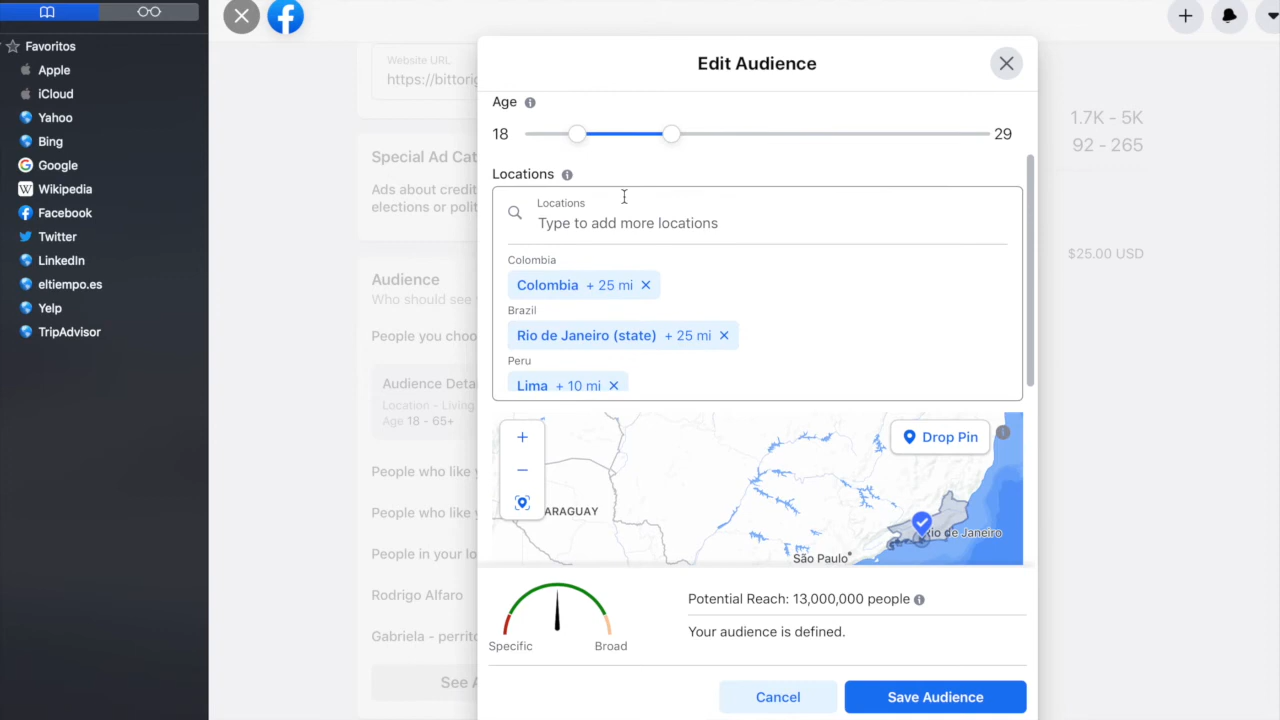 Favoritos
Apple
iCloud
Yahoo
Bing
Google
Wikipedia
Facebook
Twitter
LinkedIn
eltiempo.es
Yelp
TripAdvisor
Website URL
https://bittorig
Special Ad Cat
Ads about credit
elections or polit
Audience
Who should see
People you choo
Audience Deta
Location - Living
Age 18 - 65+
People who like y
People who like y
People in your lo
Rodrigo Alfaro
Gabriela - perrito
See A
Edit Audience
Age
18
29
Locations
Locations
Type to add more locations
Colombia
Colombia + 25 mi
Brazil
Rio de Janeiro (state) + 25 mi
Peru
Lima + 10 mi
Drop Pin
ARAGUAY
Rio de Janeiro
São Paulo
Specific
Broad
Potential Reach: 13,000,000 people
Your audience is defined.
Cancel
Save Audience
1.7K - 5K
92 - 265
$25.00 USD